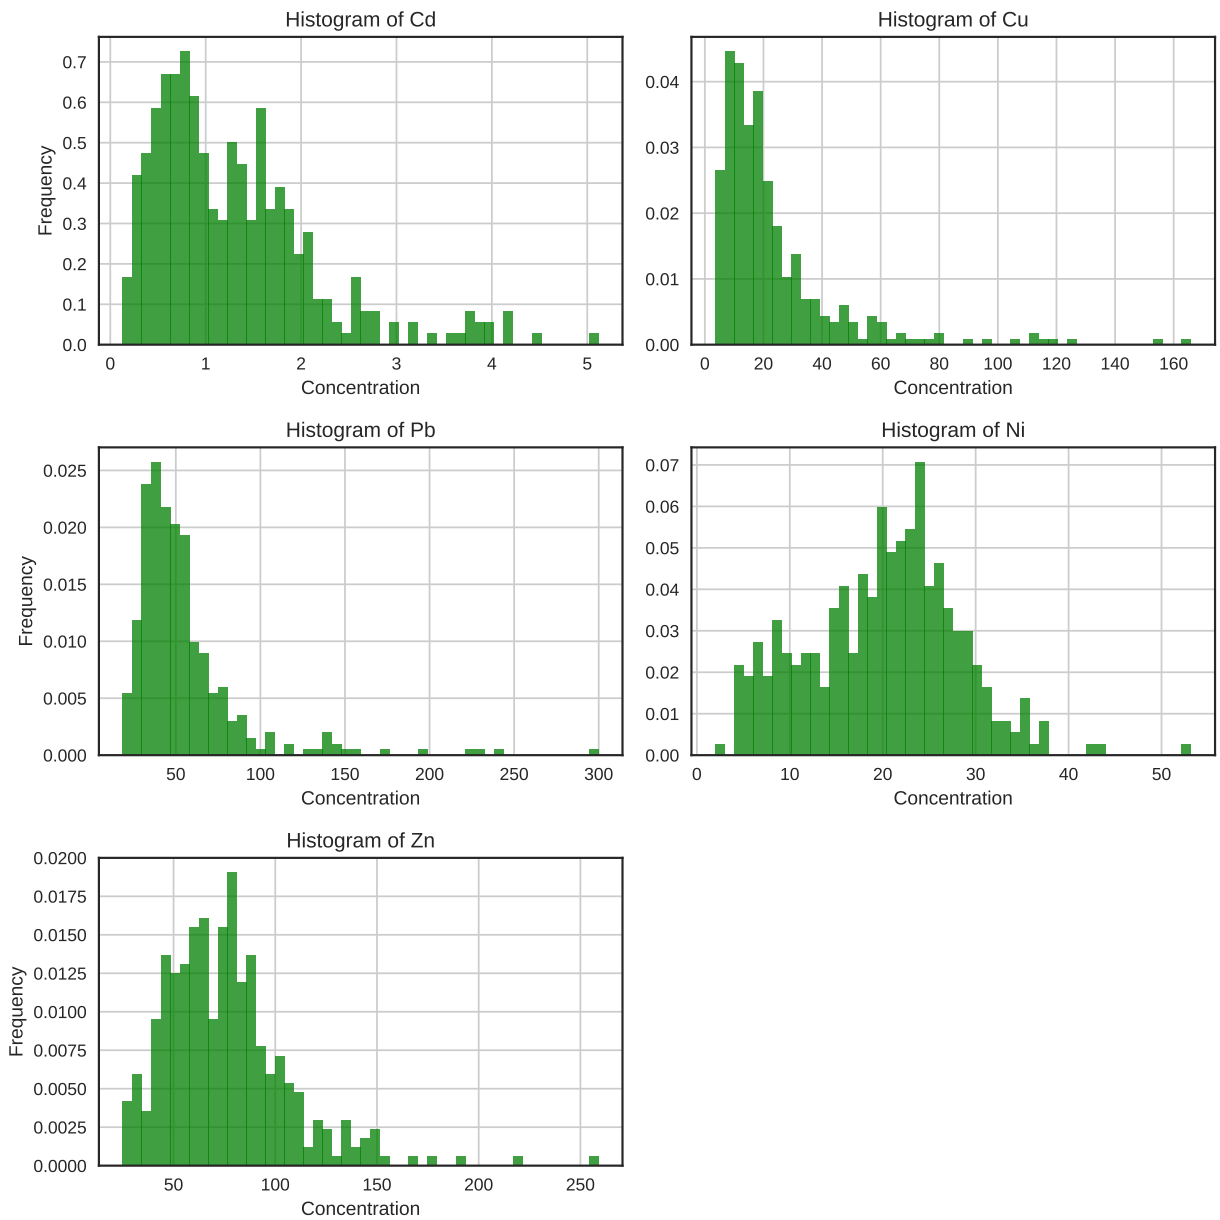 Histogram of Cd
Frequency
0.7
0.6
0.5
0.4
0.3
0.2
0.1
0.0
0 1 2 3 4 5
Concentration
Histogram of Cu
0.04
0.03
0.02
0.01
0.00
0 20 40 60 80 100 120 140 160
Concentration
Histogram of Pb
Frequency
0.025
0.020
0.015
0.010
0.005
0.000
50 100 150 200 250 300
Concentration
Histogram of Ni
0.07
0.06
0.05
0.04
0.03
0.02
0.01
0.00
0 10 20 30 40 50
Concentration
Histogram of Zn
Frequency
0.0200
0.0175
0.0150
0.0125
0.0100
0.0075
0.0050
0.0025
0.0000
50 100 150 200 250
Concentration